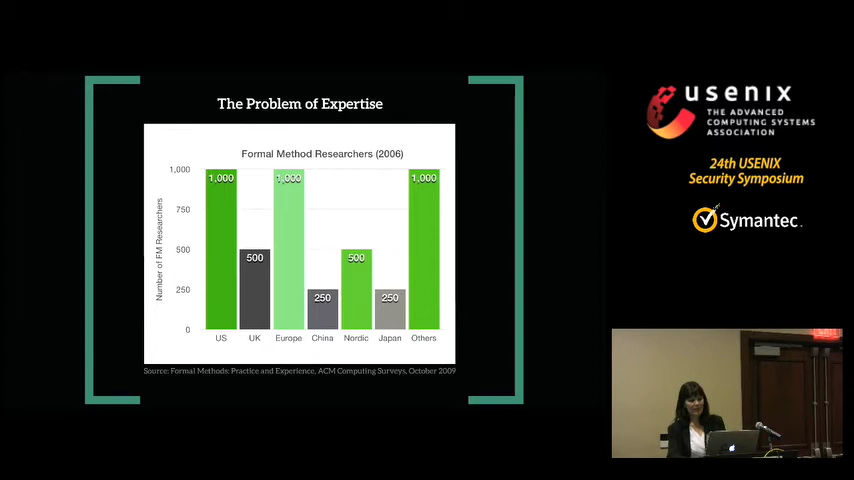 The Problem of Expertise
Formal Method Researchers (2006)
Number of FM Researchers
1,000
750
500
250
0
1,000
500
1,000
250
500
250
1,000
US
UK
Europe
China
Nordic
Japan
Others
Source: Formal Methods: Practice and Experience, ACM Computing Surveys, October 2009
usenix
THE ADVANCED
COMPUTING SYSTEMS
ASSOCIATION
24th USENIX
Security Symposium
Symantec.